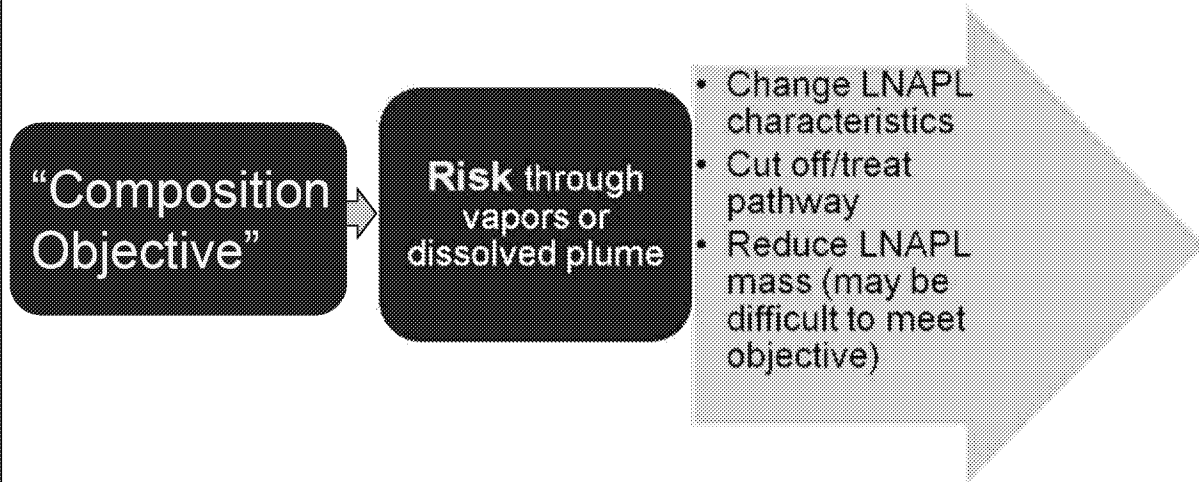 “Composition
Objective”
Risk through
vapors or
dissolved plume
• Change LNAPL
characteristics
• Cut off/treat
pathway
• Reduce LNAPL
mass (may be
difficult to meet
objective)